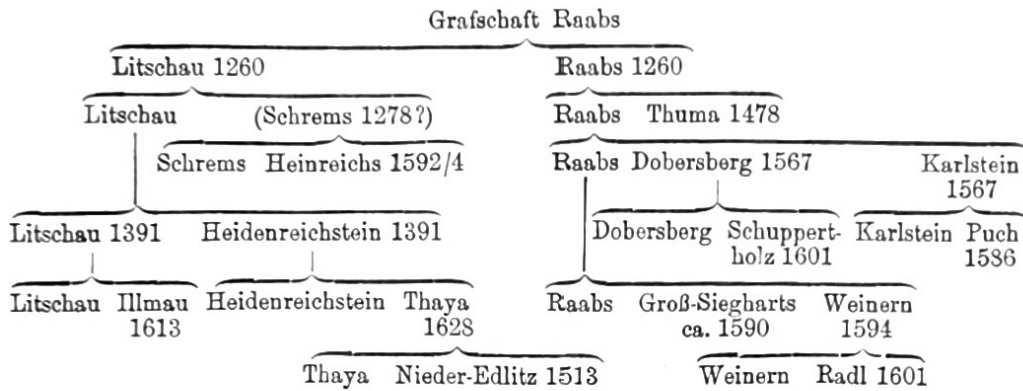 Grafschaft Raabs
Litschau 1260 Raabs 1260
Litschau (Schrems 1278?) Raabs Thuma 1478
Schrems Heinreichs 1592/4 Raabs Dobersberg 1567 Karlstein
1567
Litschau 1391 Heidenreichstein 1391 Dobersberg Schuppert- Karlstein Puch
holz 1601 1586
Litschau Illmau Heidenreichstein Thaya Raabs Groß-Siegharts Weinern
1613 1628 ca. 1590 1594
Thaya Nieder-Edlitz 1513 Weinern Radl 1601